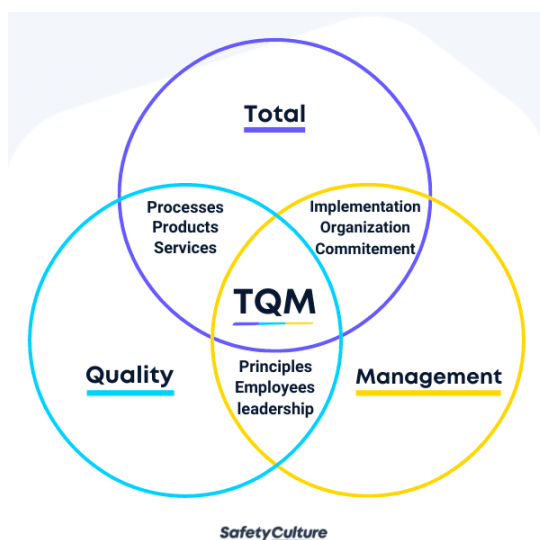 Total
Processes
Products
Services
Implementation
Organization
Commitement
TQM
Quality
Principles
Employees
leadership
Management
SafetyCulture